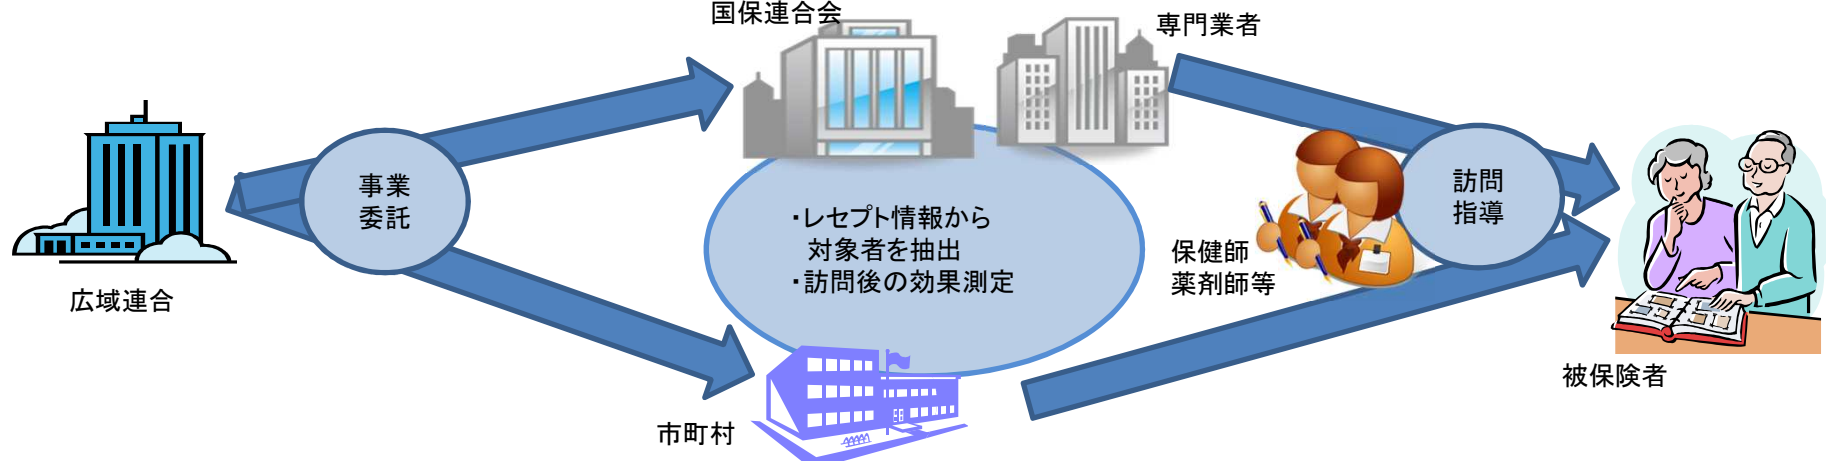 国保連合会
専門業者
事業
委託
・レセプト情報から
対象者を抽出
・訪問後の効果測定
訪問
指導
保健師
薬剤師等
広域連合
被保険者
市町村